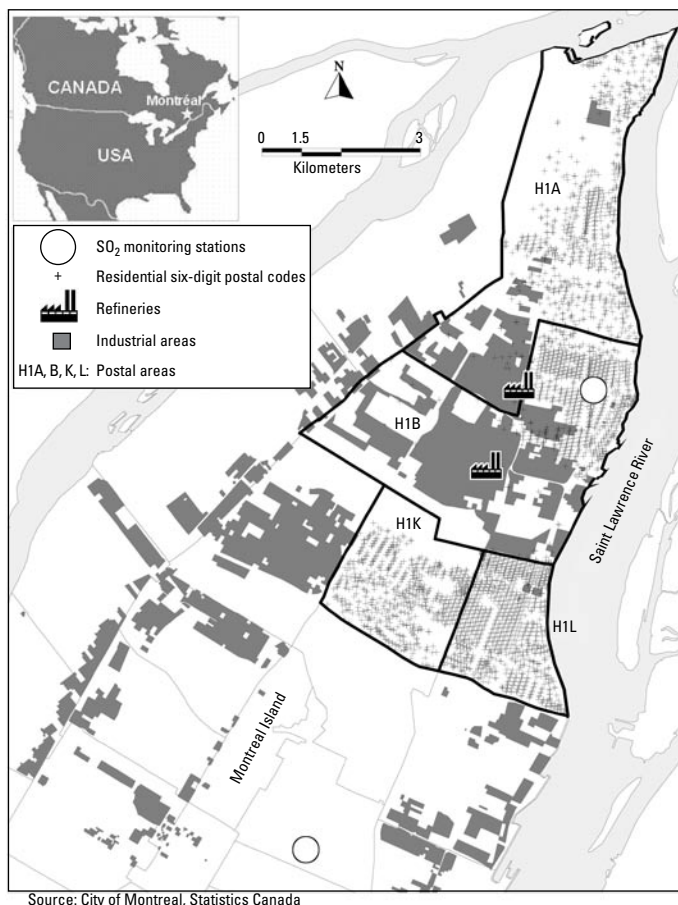 CANADA
Montréal
USA
N
0 1.5 3
Kilometers
SO₂ monitoring stations
Residential six-digit postal codes
Refineries
Industrial areas
H1A, B, K, L: Postal areas
H1A
H1B
H1K
H1L
Saint Lawrence River
Montreal Island
Source: City of Montreal, Statistics Canada